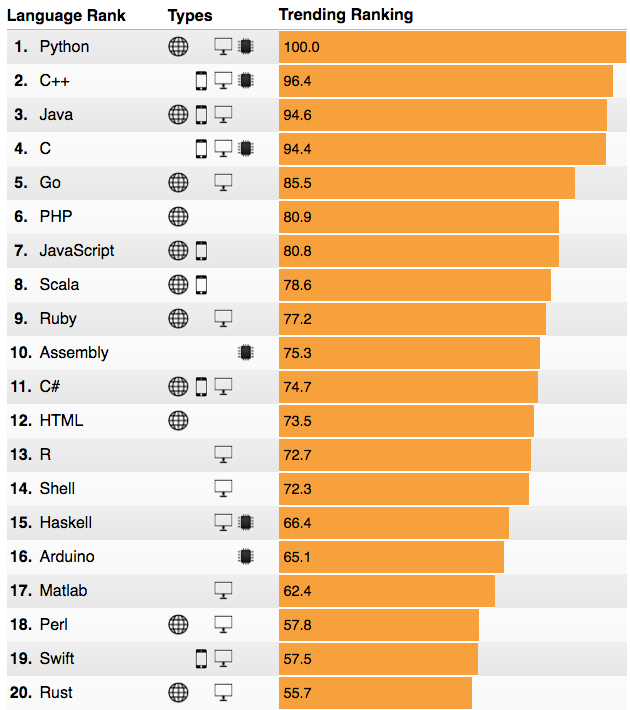 Language Rank Types Trending Ranking
1. Python 100.0
2. C++ 96.4
3. Java 94.6
4. C 94.4
5. Go 85.5
6. PHP 80.9
7. JavaScript 80.8
8. Scala 78.6
9. Ruby 77.2
10. Assembly 75.3
11. C# 74.7
12. HTML 73.5
13. R 72.7
14. Shell 72.3
15. Haskell 66.4
16. Arduino 65.1
17. Matlab 62.4
18. Perl 57.8
19. Swift 57.5
20. Rust 55.7